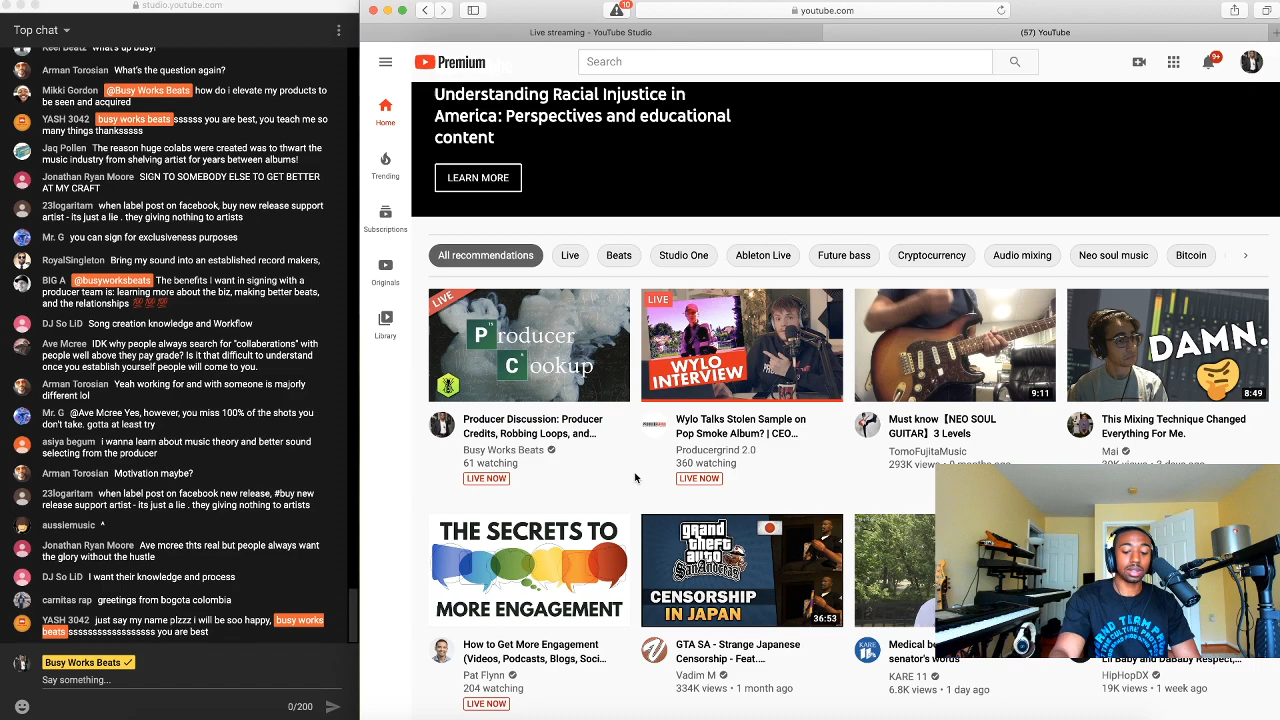 studio.youtube.com
Top chat
Keel Beatz what's up busy!
Arman Torosian What's the question again?
Mikki Gordon @Busy Works Beats how do i elevate my products to
be seen and acquired
YASH 3042 busy works beats ssssss you are best, you teach me so
many things thanksssss
Jaq Pollen The reason huge colabs were created was to thwart the
music industry from shelving artist for years between albums!
Jonathan Ryan Moore SIGN TO SOMEBODY ELSE TO GET BETTER
AT MY CRAFT
23logaritam when label post on facebook, buy new release support
artist - its just a lie . they giving nothing to artists
Mr. G you can sign for exclusiveness purposes
RoyalSingleton Bring my sound into an established record makers,
BIG A @busyworksbeats The benefits I want in signing with a
producer team is: learning more about the biz, making better beats,
and the relationships 💯 💯 💯
DJ So LiD Song creation knowledge and Workflow
Ave Mcree IDK why people always search for "collaberations" with
people well above they pay grade? Is it that difficult to understand
once you establish yourself people will come to you.
Arman Torosian Yeah working for and with someone is majorly
different lol
Mr. G @Ave Mcree Yes, however, you miss 100% of the shots you
don't take. gotta at least try
asiya begum i wanna learn about music theory and better sound
selecting from the producer
Arman Torosian Motivation maybe?
23logaritam when label post on facebook new release, #buy new
release support artist - its just a lie . they giving nothing to artists
aussiemusic ^
Jonathan Ryan Moore Ave mcree thts real but people always want
the glory without the hustle
DJ So LiD I want their knowledge and process
carnitas rap greetings from bogota colombia
YASH 3042 just say my name plzzz i will be soo happy, busy works
beats ssssssssssssssssss you are best
Busy Works Beats
Say something...
0/200
10
youtube.com
Live streaming - YouTube Studio
(57) YouTube
Premium
Search
9+
Home
Trending
Subscriptions
Originals
Library
Understanding Racial Injustice in
America: Perspectives and educational
content
LEARN MORE
All recommendations
Live
Beats
Studio One
Ableton Live
Future bass
Cryptocurrency
Audio mixing
Neo soul music
Bitcoin
LIVE
Producer
Cookup
Producer Discussion: Producer
Credits, Robbing Loops, and...
Busy Works Beats
61 watching
LIVE NOW
LIVE
WYLO
INTERVIEW
Wylo Talks Stolen Sample on
Pop Smoke Album? | CEO...
Producergrind 2.0
360 watching
LIVE NOW
9:11
Must know【NEO SOUL
GUITAR】3 Levels
TomoFujitaMusic
DAMN.
8:49
This Mixing Technique Changed
Everything For Me.
Mai
THE SECRETS TO
MORE ENGAGEMENT
How to Get More Engagement
(Videos, Podcasts, Blogs, Soci...
Pat Flynn
204 watching
LIVE NOW
grand
theft
auto
San Andreas
CENSORSHIP
IN JAPAN
36:53
GTA SA - Strange Japanese
Censorship - Feat....
Vadim M
334K views • 1 month ago
KARE
senator's words
KARE 11
6.8K views • 1 day ago
HipHopDX
19K views • 1 week ago